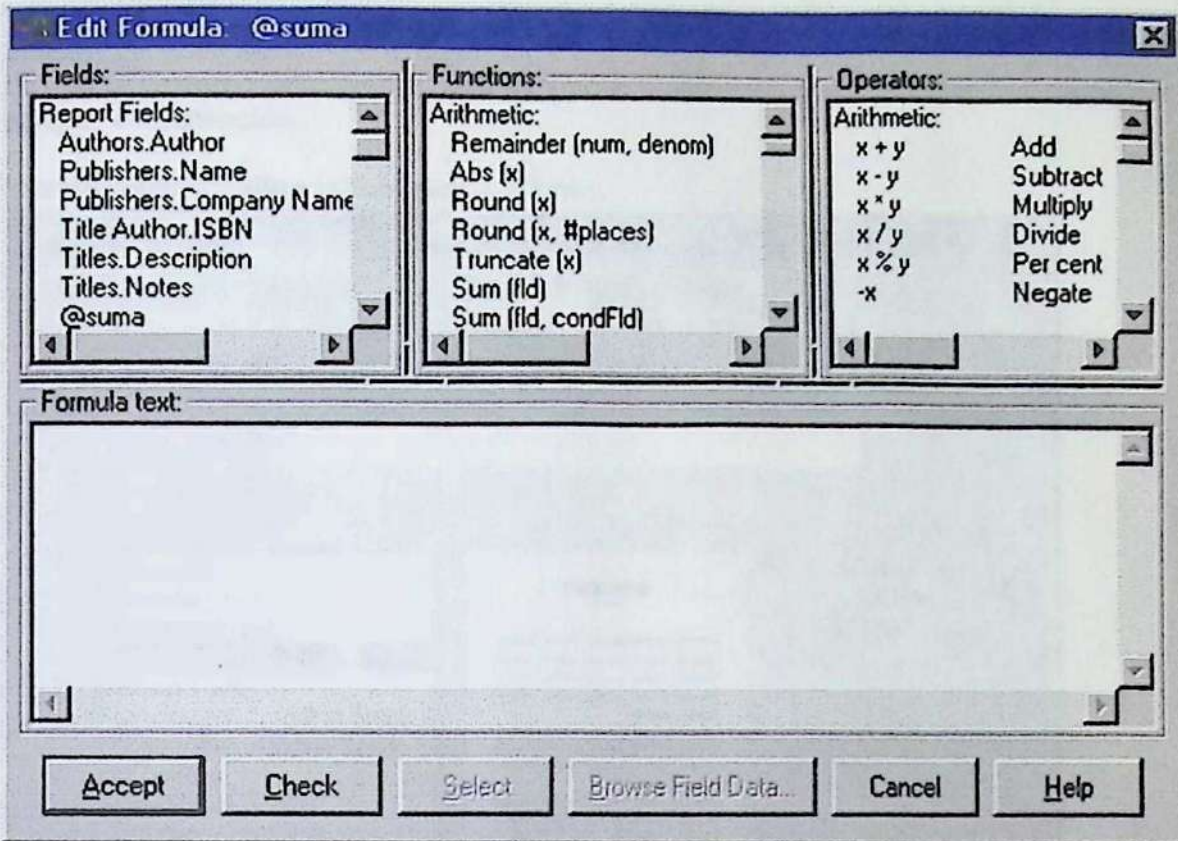 Edit Formula: @suma
Fields:
Report Fields:
Authors.Author
Publishers.Name
Publishers.Company Name
Title Author.ISBN
Titles.Description
Titles.Notes
@suma
Functions:
Arithmetic:
Remainder (num, denom)
Abs (x)
Round (x)
Round (x, #places)
Truncate (x)
Sum (fld)
Sum (fld, condFld)
Operators:
Arithmetic:
x + y Add
x - y Subtract
x * y Multiply
x / y Divide
x % y Per cent
-x Negate
Formula text:
Accept
Check
Select
Browse Field Data...
Cancel
Help